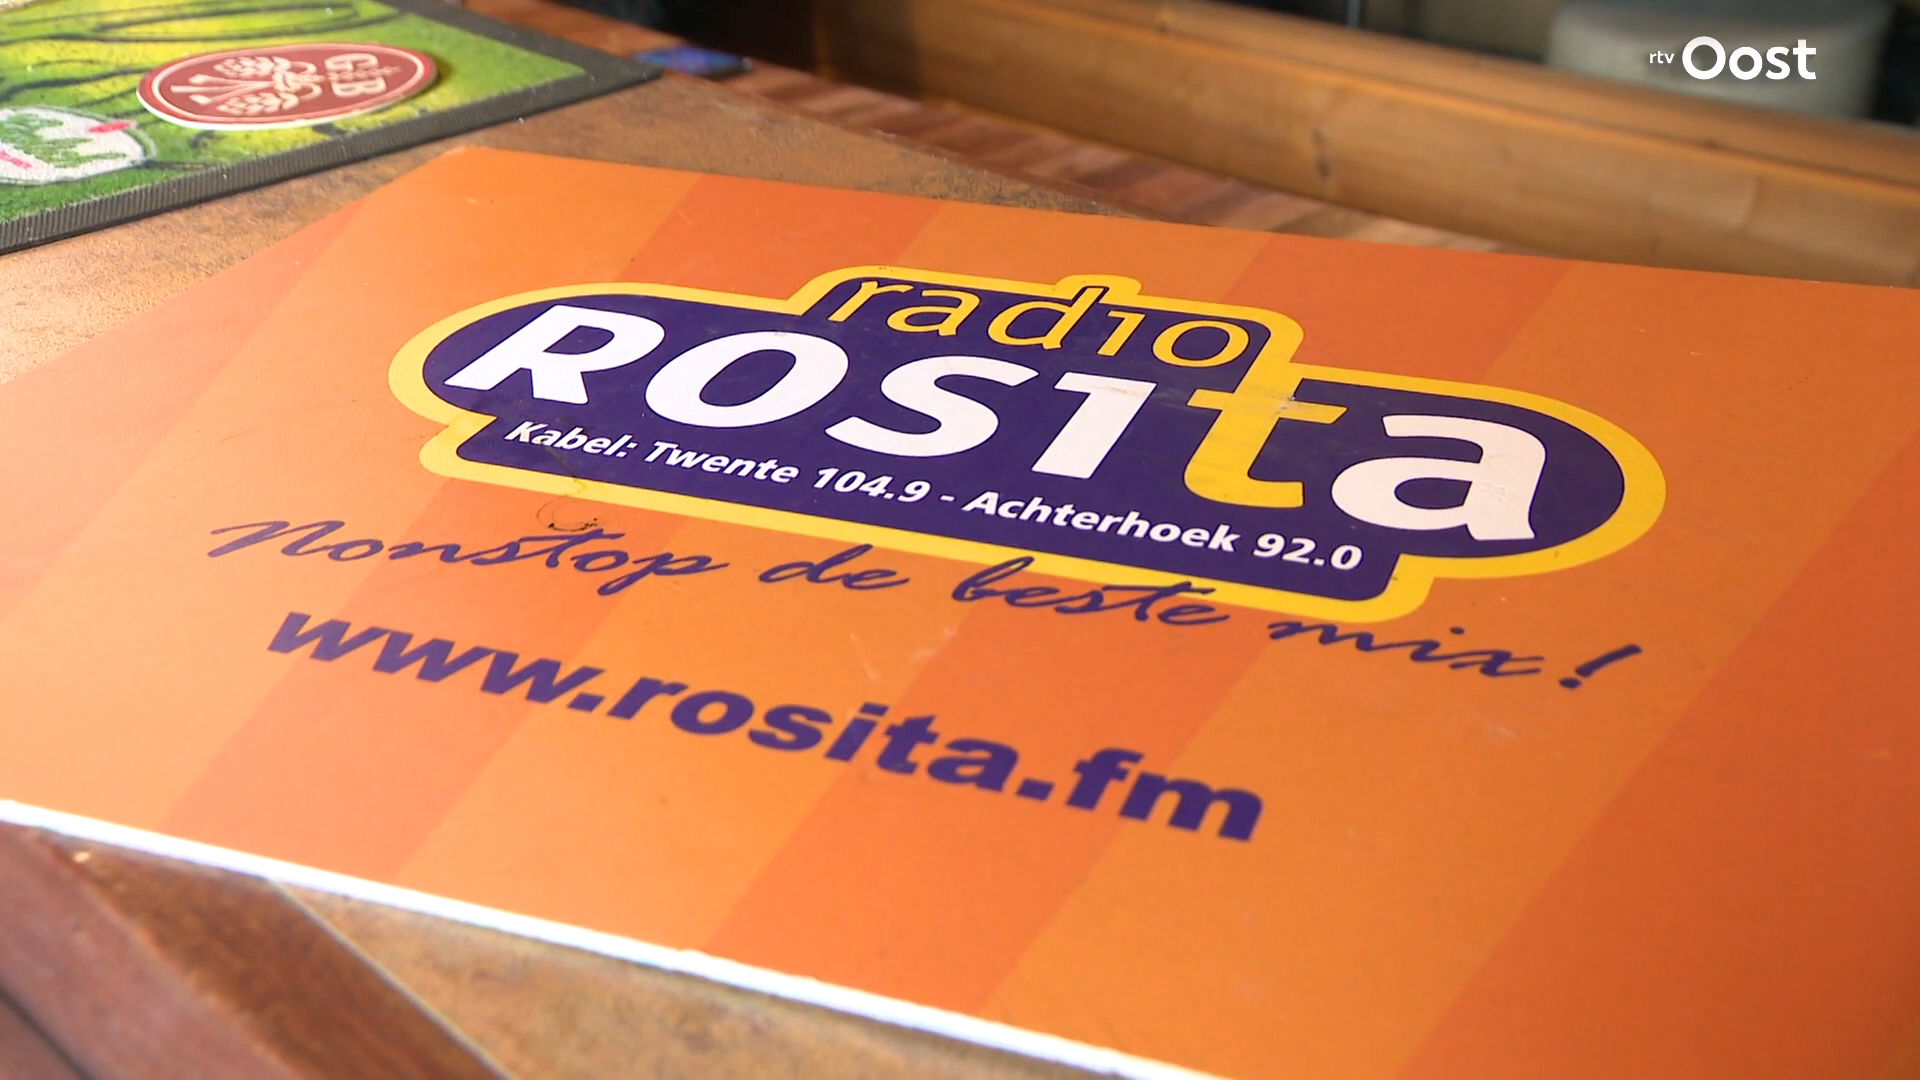 rtv Oost
radio
ROSita
Kabel: Twente 104.9 - Achterhoek 92.0
Nonstop de beste mix!
www.rosita.fm